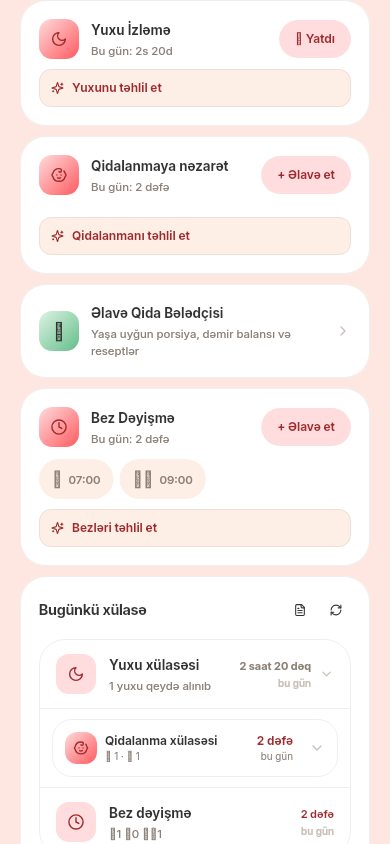 Yuxu İzləmə
Bu gün: 2s 20d
Yatdı
Yuxunu təhlil et
Qidalanmaya nəzarət
Bu gün: 2 dəfə
+ Əlavə et
Qidalanmanı təhlil et
Əlavə Qida Bələdçisi
Yaşa uyğun porsiya, dəmir balansı və
reseptlər
Bez Dəyişmə
Bu gün: 2 dəfə
+ Əlavə et
07:00
09:00
Bezləri təhlil et
Bugünkü xülasə
Yuxu xülasəsi
1 yuxu qeydə alınıb
2 saat 20 dəq
bu gün
Qidalanma xülasəsi
1 · 1
2 dəfə
bu gün
Bez dəyişmə
1 0 1
2 dəfə
bu gün